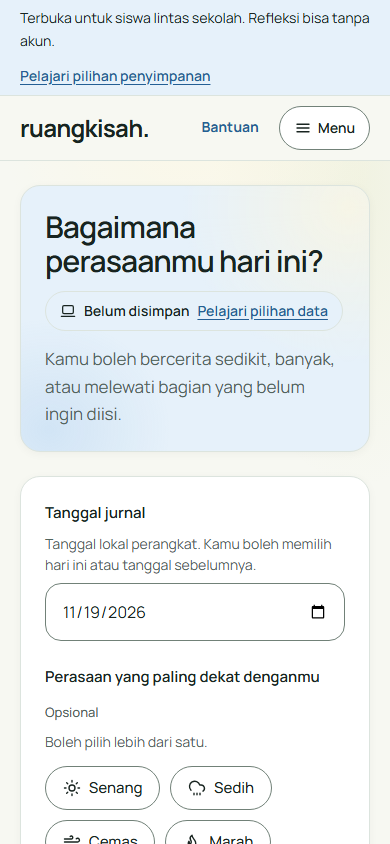 Terbuka untuk siswa lintas sekolah. Refleksi bisa tanpa
akun.
Pelajari pilihan penyimpanan
ruangkisah.
Bantuan
Menu
Bagaimana
perasaanmu hari ini?
Belum disimpan Pelajari pilihan data
Kamu boleh bercerita sedikit, banyak,
atau melewati bagian yang belum
ingin diisi.
Tanggal jurnal
Tanggal lokal perangkat. Kamu boleh memilih
hari ini atau tanggal sebelumnya.
11/19/2026
Perasaan yang paling dekat denganmu
Opsional
Boleh pilih lebih dari satu.
Senang
Sedih
Cemas
Marah